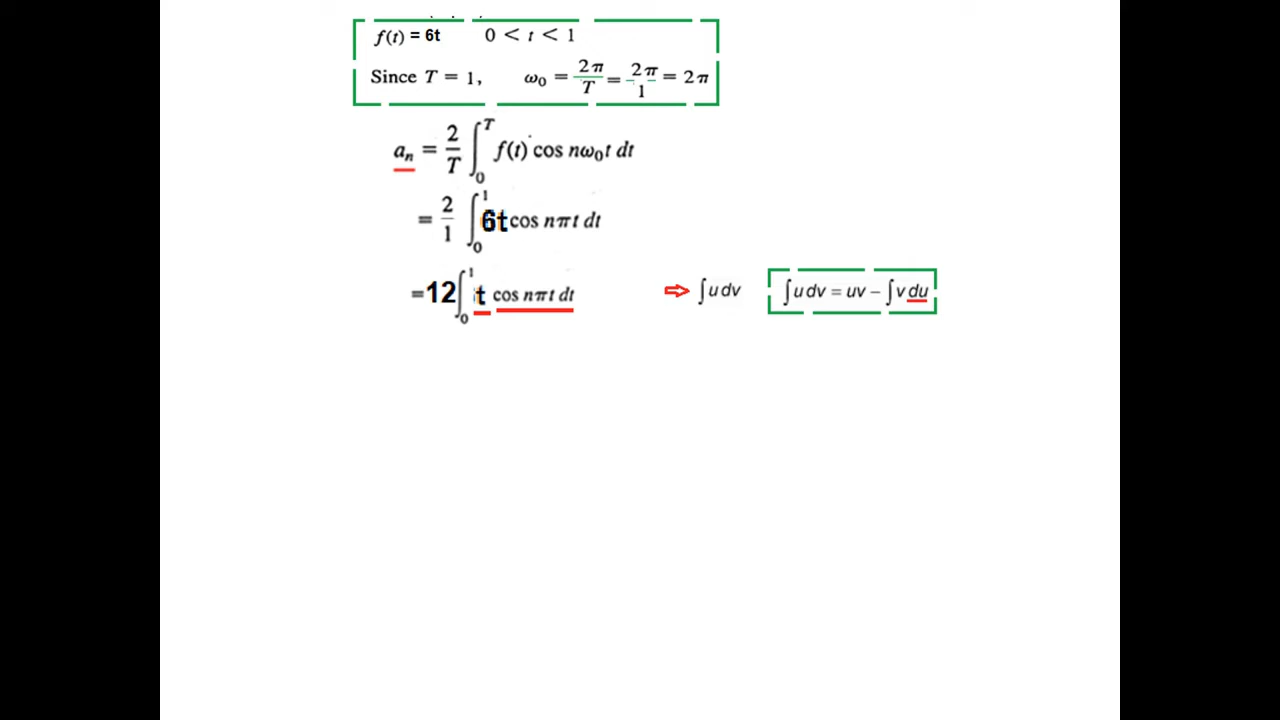 f(t) = 6t 0 < t < 1
Since T = 1, ω₀ = 2π/T = 2π/1 = 2π
aₙ = 2/T ∫₀ᵀ f(t) cos nω₀t dt
= 2/1 ∫₀¹ 6t cos nπt dt
= 12 ∫₀¹ t cos nπt dt ⇒ ∫u dv ∫u dv = uv − ∫v du